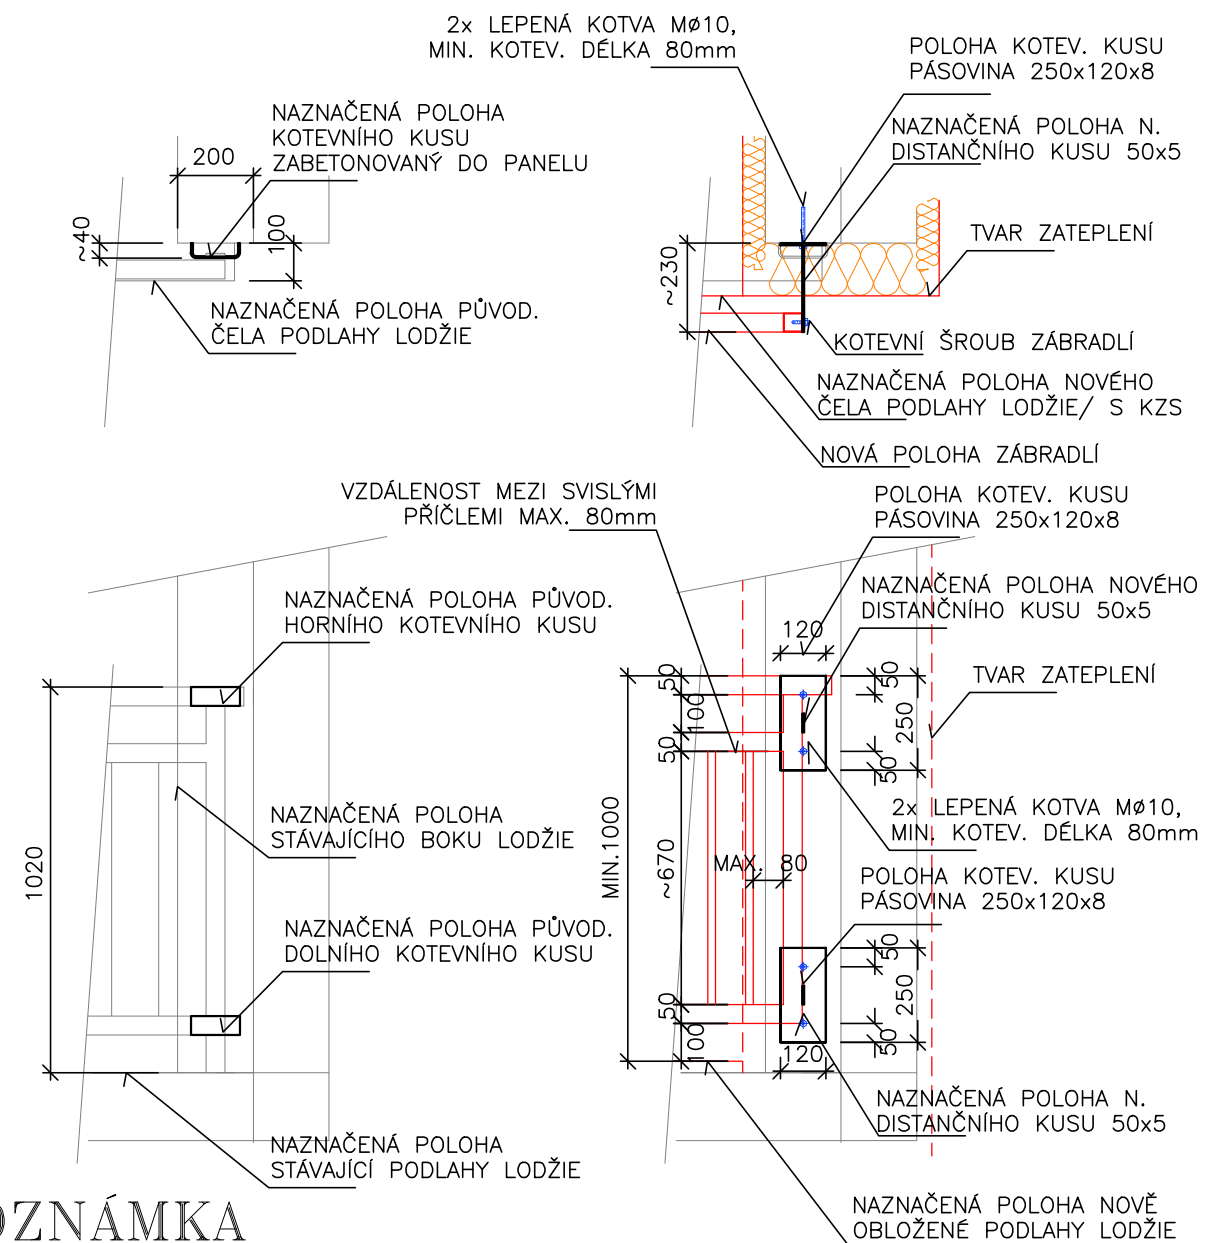 2x LEPENÁ KOTVA Mø10,
MIN. KOTEV. DÉLKA 80mm
POLOHA KOTEV. KUSU
PÁSOVINA 250x120x8
NAZNAČENÁ POLOHA
KOTEVNÍHO KUSU
ZABETONOVANÝ DO PANELU
NAZNAČENÁ POLOHA N.
DISTANČNÍHO KUSU 50x5
200
~40
100
TVAR ZATEPLENÍ
~230
NAZNAČENÁ POLOHA PŮVOD.
ČELA PODLAHY LODŽIE
KOTEVNÍ ŠROUB ZÁBRADLÍ
NAZNAČENÁ POLOHA NOVÉHO
ČELA PODLAHY LODŽIE/ S KZS
NOVÁ POLOHA ZÁBRADLÍ
VZDÁLENOST MEZI SVISLÝMI
PŘÍČLEMI MAX. 80mm
POLOHA KOTEV. KUSU
PÁSOVINA 250x120x8
NAZNAČENÁ POLOHA PŮVOD.
HORNÍHO KOTEVNÍHO KUSU
NAZNAČENÁ POLOHA NOVÉHO
DISTANČNÍHO KUSU 50x5
120
TVAR ZATEPLENÍ
50
100
50
50
250
50
NAZNAČENÁ POLOHA
STÁVAJÍCÍHO BOKU LODŽIE
2x LEPENÁ KOTVA Mø10,
MIN. KOTEV. DÉLKA 80mm
1020
MIN.1000
~670
MAX. 80
POLOHA KOTEV. KUSU
PÁSOVINA 250x120x8
NAZNAČENÁ POLOHA PŮVOD.
DOLNÍHO KOTEVNÍHO KUSU
50
250
50
50
100
120
NAZNAČENÁ POLOHA N.
DISTANČNÍHO KUSU 50x5
NAZNAČENÁ POLOHA
STÁVAJÍCÍ PODLAHY LODŽIE
NAZNAČENÁ POLOHA NOVĚ
OBLOŽENÉ PODLAHY LODŽIE
OZNÁMKA